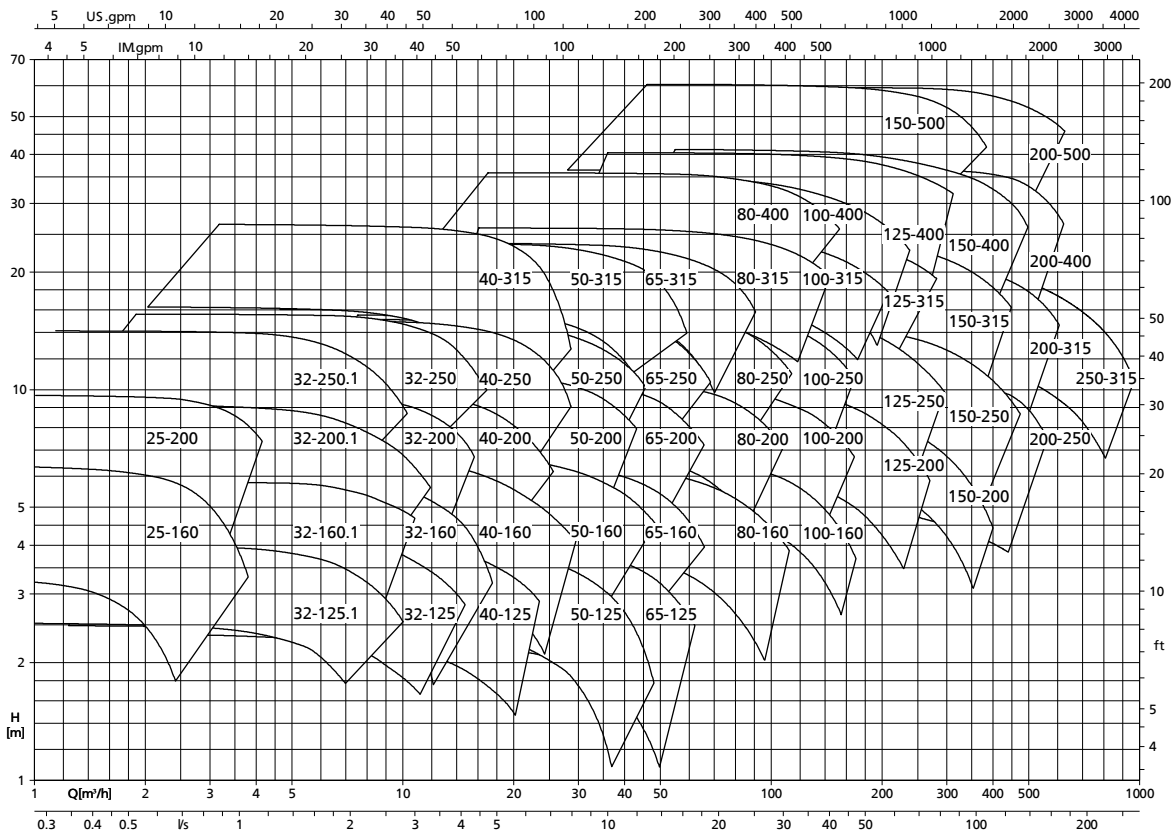 5 US.gpm 10 20 30 40 50 100 200 300 400 500 1000 2000 3000 4000
4 5 IM.gpm 10 20 30 40 50 100 200 300 400 500 1000 2000 3000
70
200
50
150-500
40
200-500
30
100
80-400 100-400
125-400
150-400
200-400
20
40-315 50-315 65-315 80-315 100-315
125-315
150-315
50
200-315
40
10
32-250.1 32-250 40-250 50-250 65-250 80-250 100-250 250-315
125-250
30
150-250
25-200 32-200.1 32-200 40-200 50-200 65-200 80-200 100-200 200-250
125-200
20
150-200
5
25-160 32-160.1 32-160 40-160 50-160 65-160 80-160 100-160
4
3
10
32-125.1 32-125 40-125 50-125 65-125
ft
2
5
H
[m]
4
1
1 Q[m³/h] 2 3 5 10 20 30 40 50 100 200 300 400 500 1000
0.3 0.4 0.5 l/s 1 2 3 4 5 10 20 30 40 50 100 200